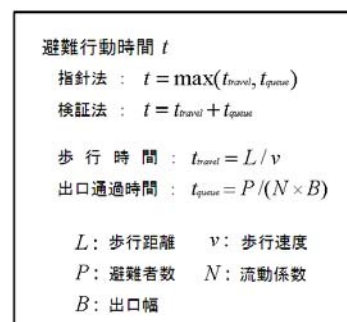 避難行動時間 t
指針法 : t = max(t_travel, t_queue)
検証法 : t = t_travel + t_queue
歩行時間 : t_travel = L / v
出口通過時間 : t_queue = P /(N × B)
L: 歩行距離 v: 歩行速度
P: 避難者数 N: 流動係数
B: 出口幅